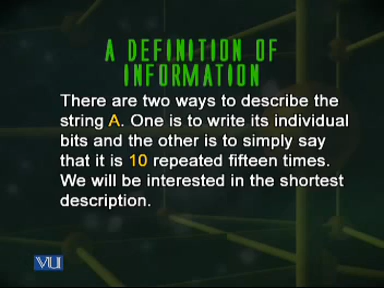 A DEFINITION OF
INFORMATION
There are two ways to describe the
string A. One is to write its individual
bits and the other is to simply say
that it is 10 repeated fifteen times.
We will be interested in the shortest
description.
VU